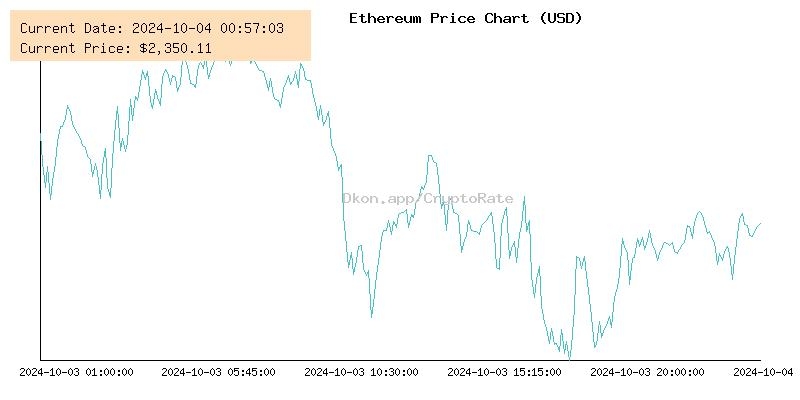 Ethereum Price Chart (USD)
Current Date: 2024-10-04 00:57:03
Current Price: $2,350.11
Okon.app/CryptoRate
2024-10-03 01:00:00
2024-10-03 05:45:00
2024-10-03 10:30:00
2024-10-03 15:15:00
2024-10-03 20:00:00
2024-10-04